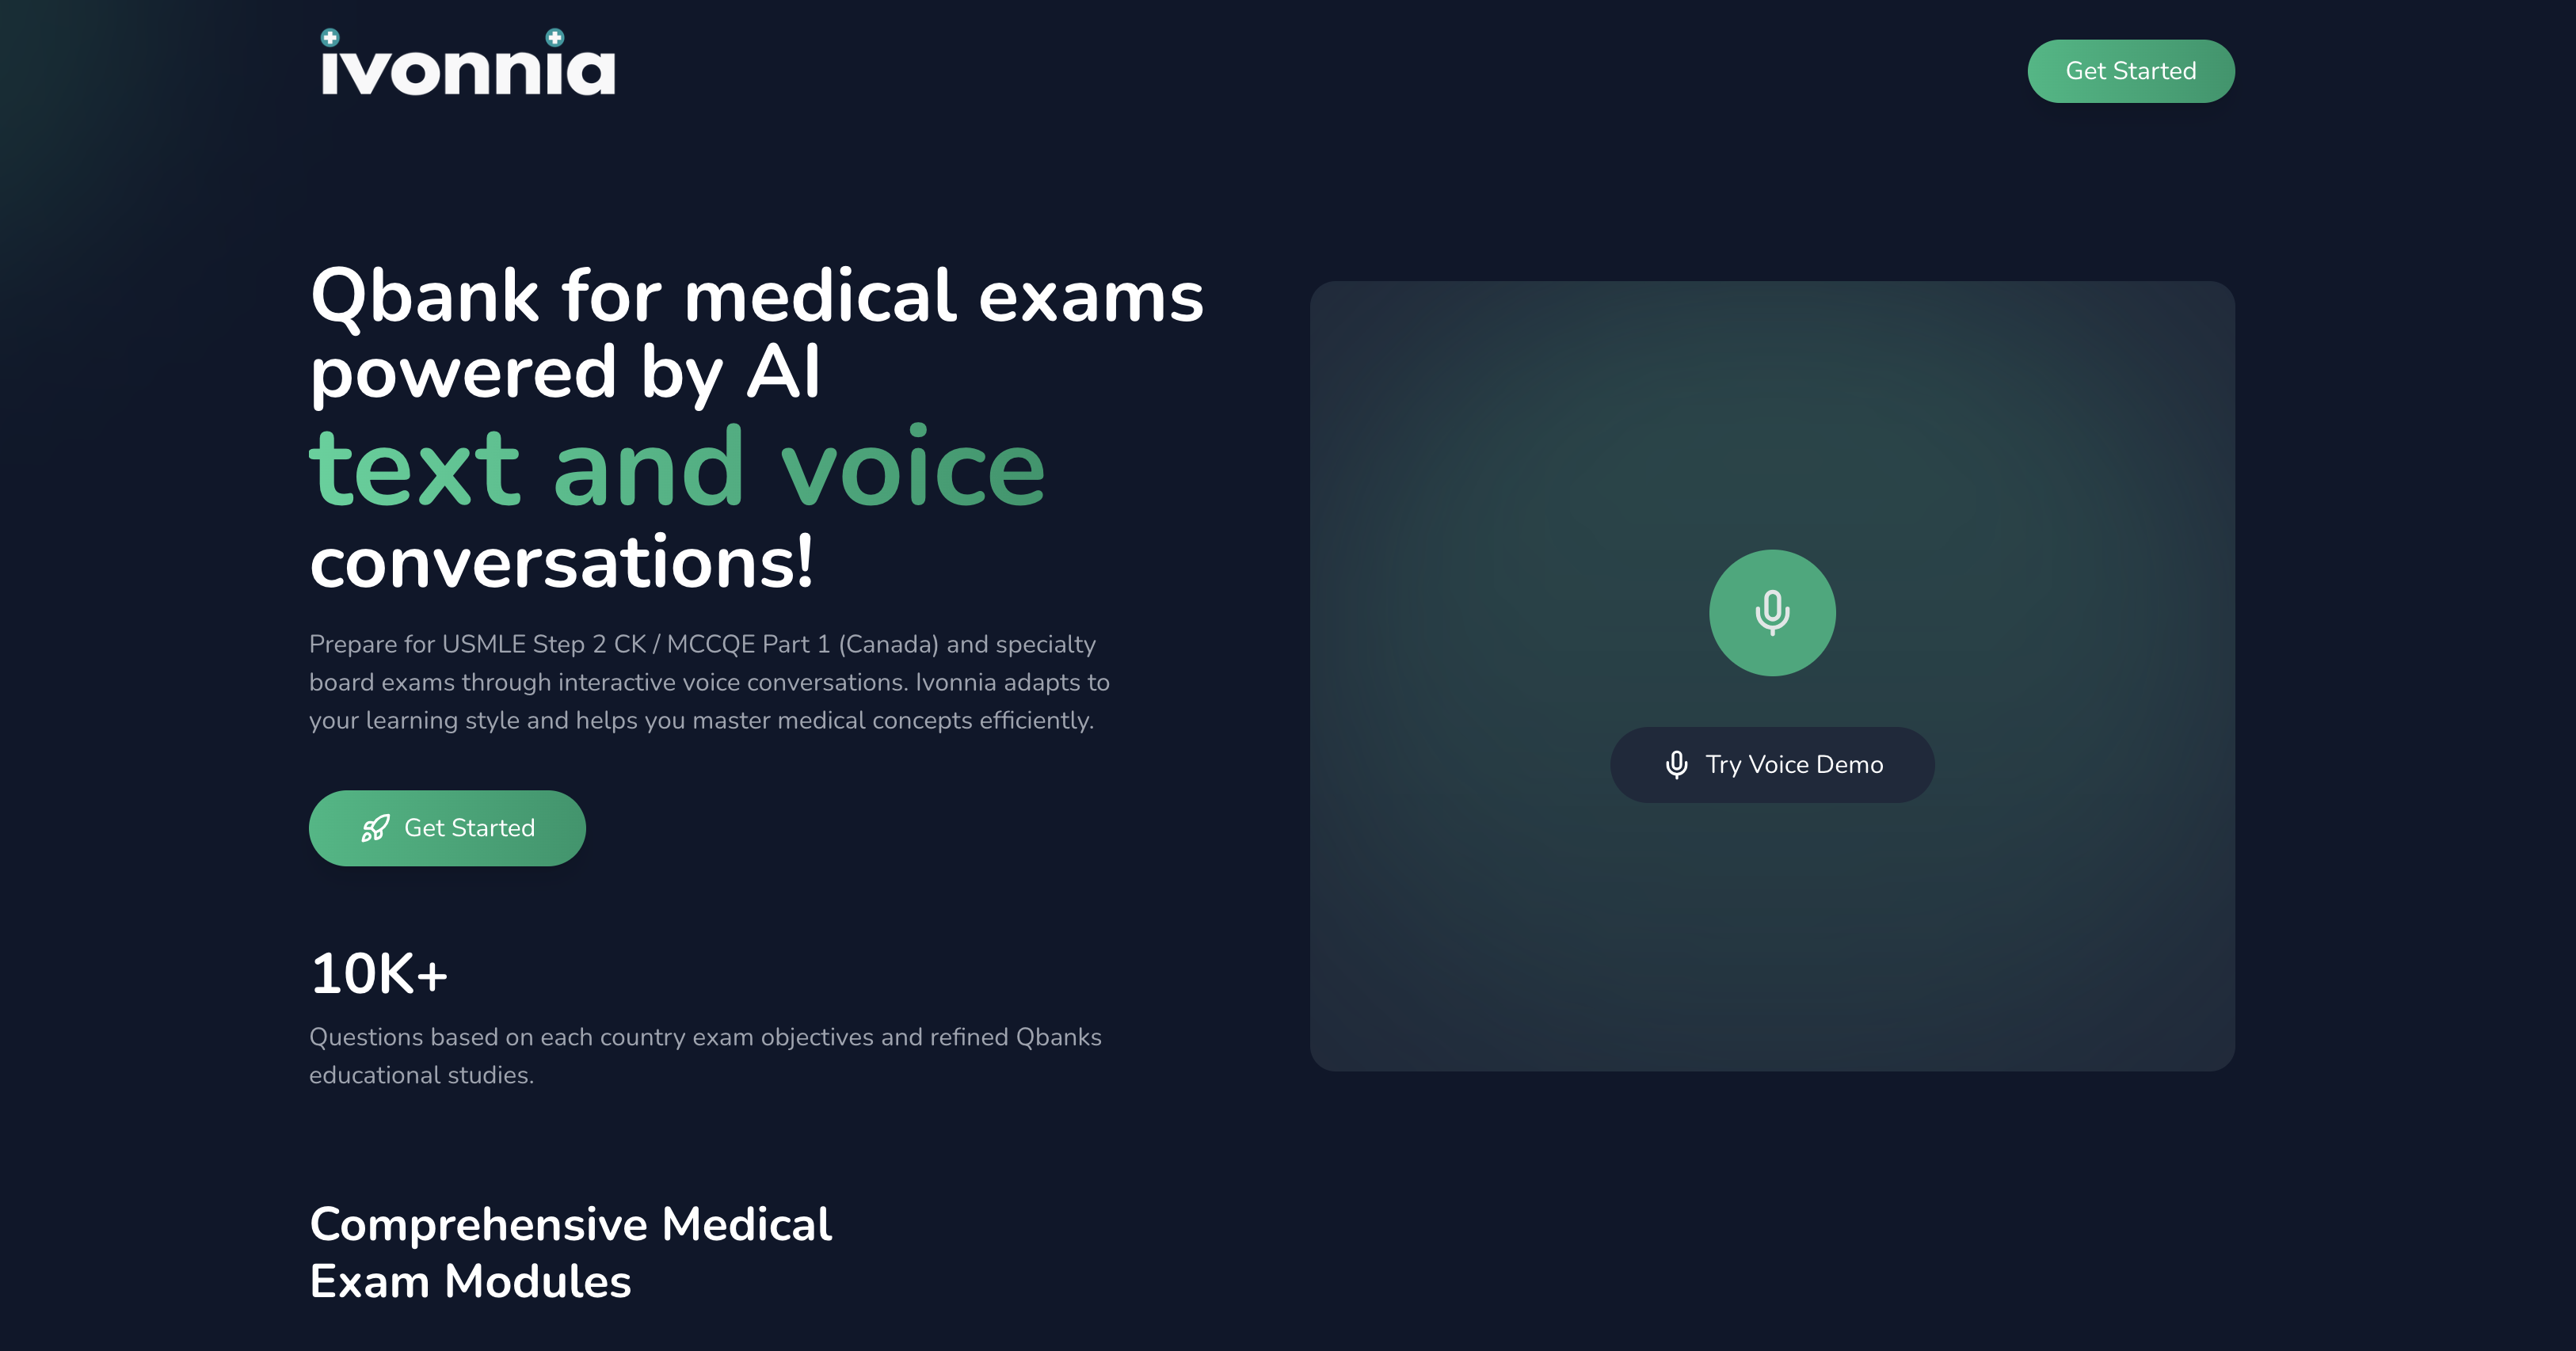 ivonnia
Get Started
Qbank for medical exams
powered by AI
text and voice
conversations!
Prepare for USMLE Step 2 CK / MCCQE Part 1 (Canada) and specialty
board exams through interactive voice conversations. Ivonnia adapts to
your learning style and helps you master medical concepts efficiently.
Get Started
10K+
Questions based on each country exam objectives and refined Qbanks
educational studies.
Try Voice Demo
Comprehensive Medical
Exam Modules